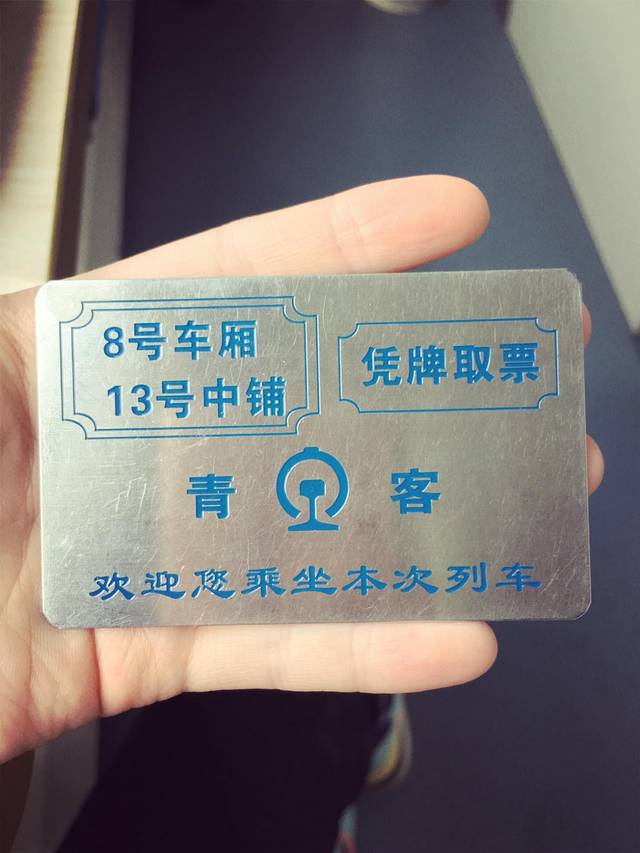 8号车厢
13号中铺
凭牌取票
青 客
欢迎您乘坐本次列车